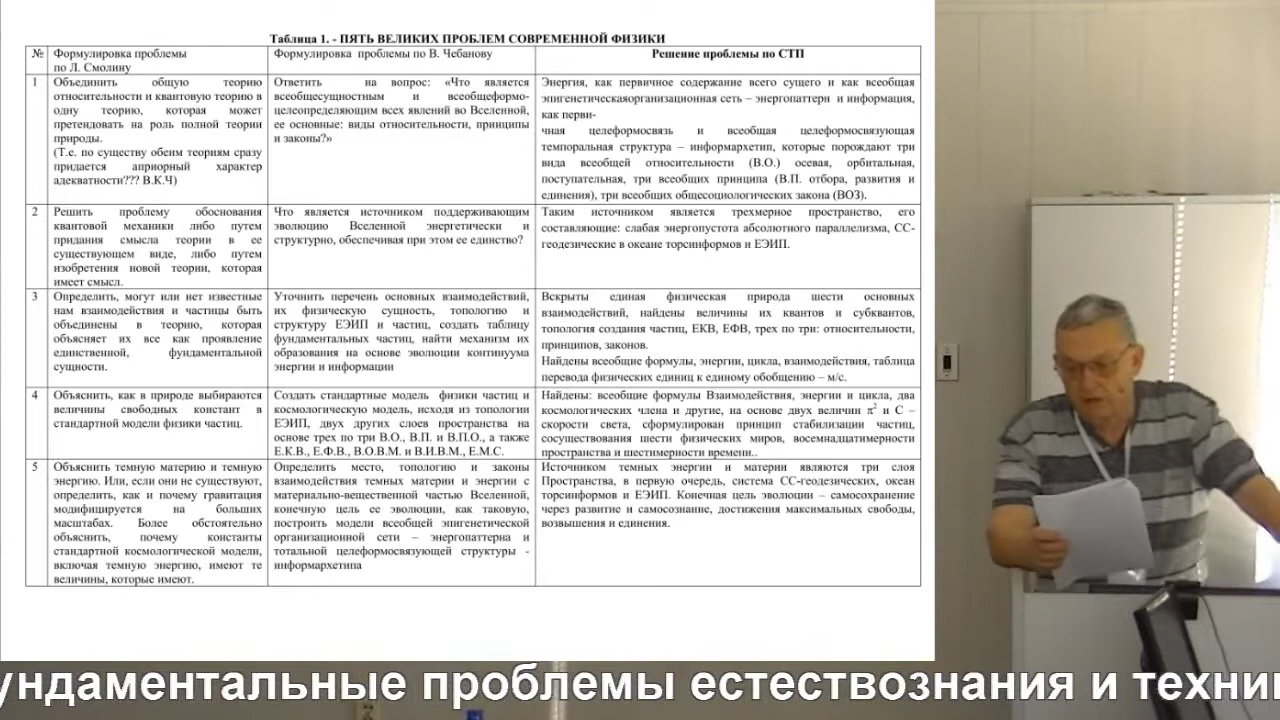 Таблица 1. - ПЯТЬ ВЕЛИКИХ ПРОБЛЕМ СОВРЕМЕННОЙ ФИЗИКИ
№
Формулировка проблемы
по Л. Смолину
Формулировка проблемы по В. Чебанову
Решение проблемы по СТП
1
Объединить общую теорию
относительности и квантовую теорию в
одну теорию, которая может
претендовать на роль полной теории
природы.
(Т.е. по существу обеим теориям сразу
придается априорный характер
адекватности??? В.К.Ч)
Ответить на вопрос: «Что является
всеобщесущностным и всеобщеформо-
целеопределяющим всех явлений во Вселенной,
ее основные: виды относительности, принципы
и законы?»
Энергия, как первичное содержание всего сущего и как всеобщая
эпигенетическаяорганизационная сеть – энергопаттерн и информация,
как перви-
чная целеформосвязь и всеобщая целеформосвязующая
темпоральная структура – информархетип, которые порождают три
вида всеобщей относительности (В.О.) осевая, орбитальная,
поступательная, три всеобщих принципа (В.П. отбора, развития и
единения), три всеобщих общесоциологических закона (ВОЗ).
2
Решить проблему обоснования
квантовой механики либо путем
придания смысла теории в ее
существующем виде, либо путем
изобретения новой теории, которая
имеет смысл.
Что является источником поддерживающим
эволюцию Вселенной энергетически и
структурно, обеспечивая при этом ее единство?
Таким источником является трехмерное пространство, его
составляющие: слабая энергопустота абсолютного параллелизма, СС-
геодезические в океане торсинформов и ЕЭИП.
3
Определить, могут или нет известные
нам взаимодействия и частицы быть
объединены в теорию, которая
объясняет их все как проявление
единственной, фундаментальной
сущности.
Уточнить перечень основных взаимодействий,
их физическую сущность, топологию и
структуру ЕЭИП и частиц, создать таблицу
фундаментальных частиц, найти механизм их
образования на основе эволюции континуума
энергии и информации
Вскрыты единая физическая природа шести основных
взаимодействий, найдены величины их квантов и субквантов,
топология создания частиц, ЕКВ, ЕФВ, трех по три: относительности,
принципов, законов.
Найдены всеобщие формулы, энергии, цикла, взаимодействия, таблица
перевода физических единиц к единому обобщению – м/с.
4
Объяснить, как в природе выбираются
величины свободных констант в
стандартной модели физики частиц.
Создать стандартные модель физики частиц и
космологическую модель, исходя из топологии
ЕЭИП, двух других слоев пространства на
основе трех по три В.О., В.П. и В.П.О., а также
Е.К.В., Е.Ф.В., В.О.В.М. и В.И.В.М., Е.М.С.
Найдены: всеобщие формулы Взаимодействия, энергии и цикла, два
космологических члена и другие, на основе двух величин π² и С –
скорости света, сформулирован принцип стабилизации частиц,
сосуществования шести физических миров, восемнадцатимерности
пространства и шестимерности времени..
5
Объяснить темную материю и темную
энергию. Или, если они не существуют,
определить, как и почему гравитация
модифицируется на больших
масштабах. Более обстоятельно
объяснить, почему константы
стандартной космологической модели,
включая темную энергию, имеют те
величины, которые имеют.
Определить место, топологию и законы
взаимодействия темных материи и энергии с
материально-вещественной частью Вселенной,
конечную цель ее эволюции, как таковую,
построить модели всеобщей эпигенетической
организационной сети – энергопаттерна и
тотальной целеформосвязующей структуры -
информархетипа
Источником темных энергии и материи являются три слоя
Пространства, в первую очередь, система СС-геодезических, океан
торсинформов и ЕЭИП. Конечная цель эволюции – самосохранение
через развитие и самосознание, достижения максимальных свободы,
возвышения и единения.
ундаментальные проблемы естествознания и техни